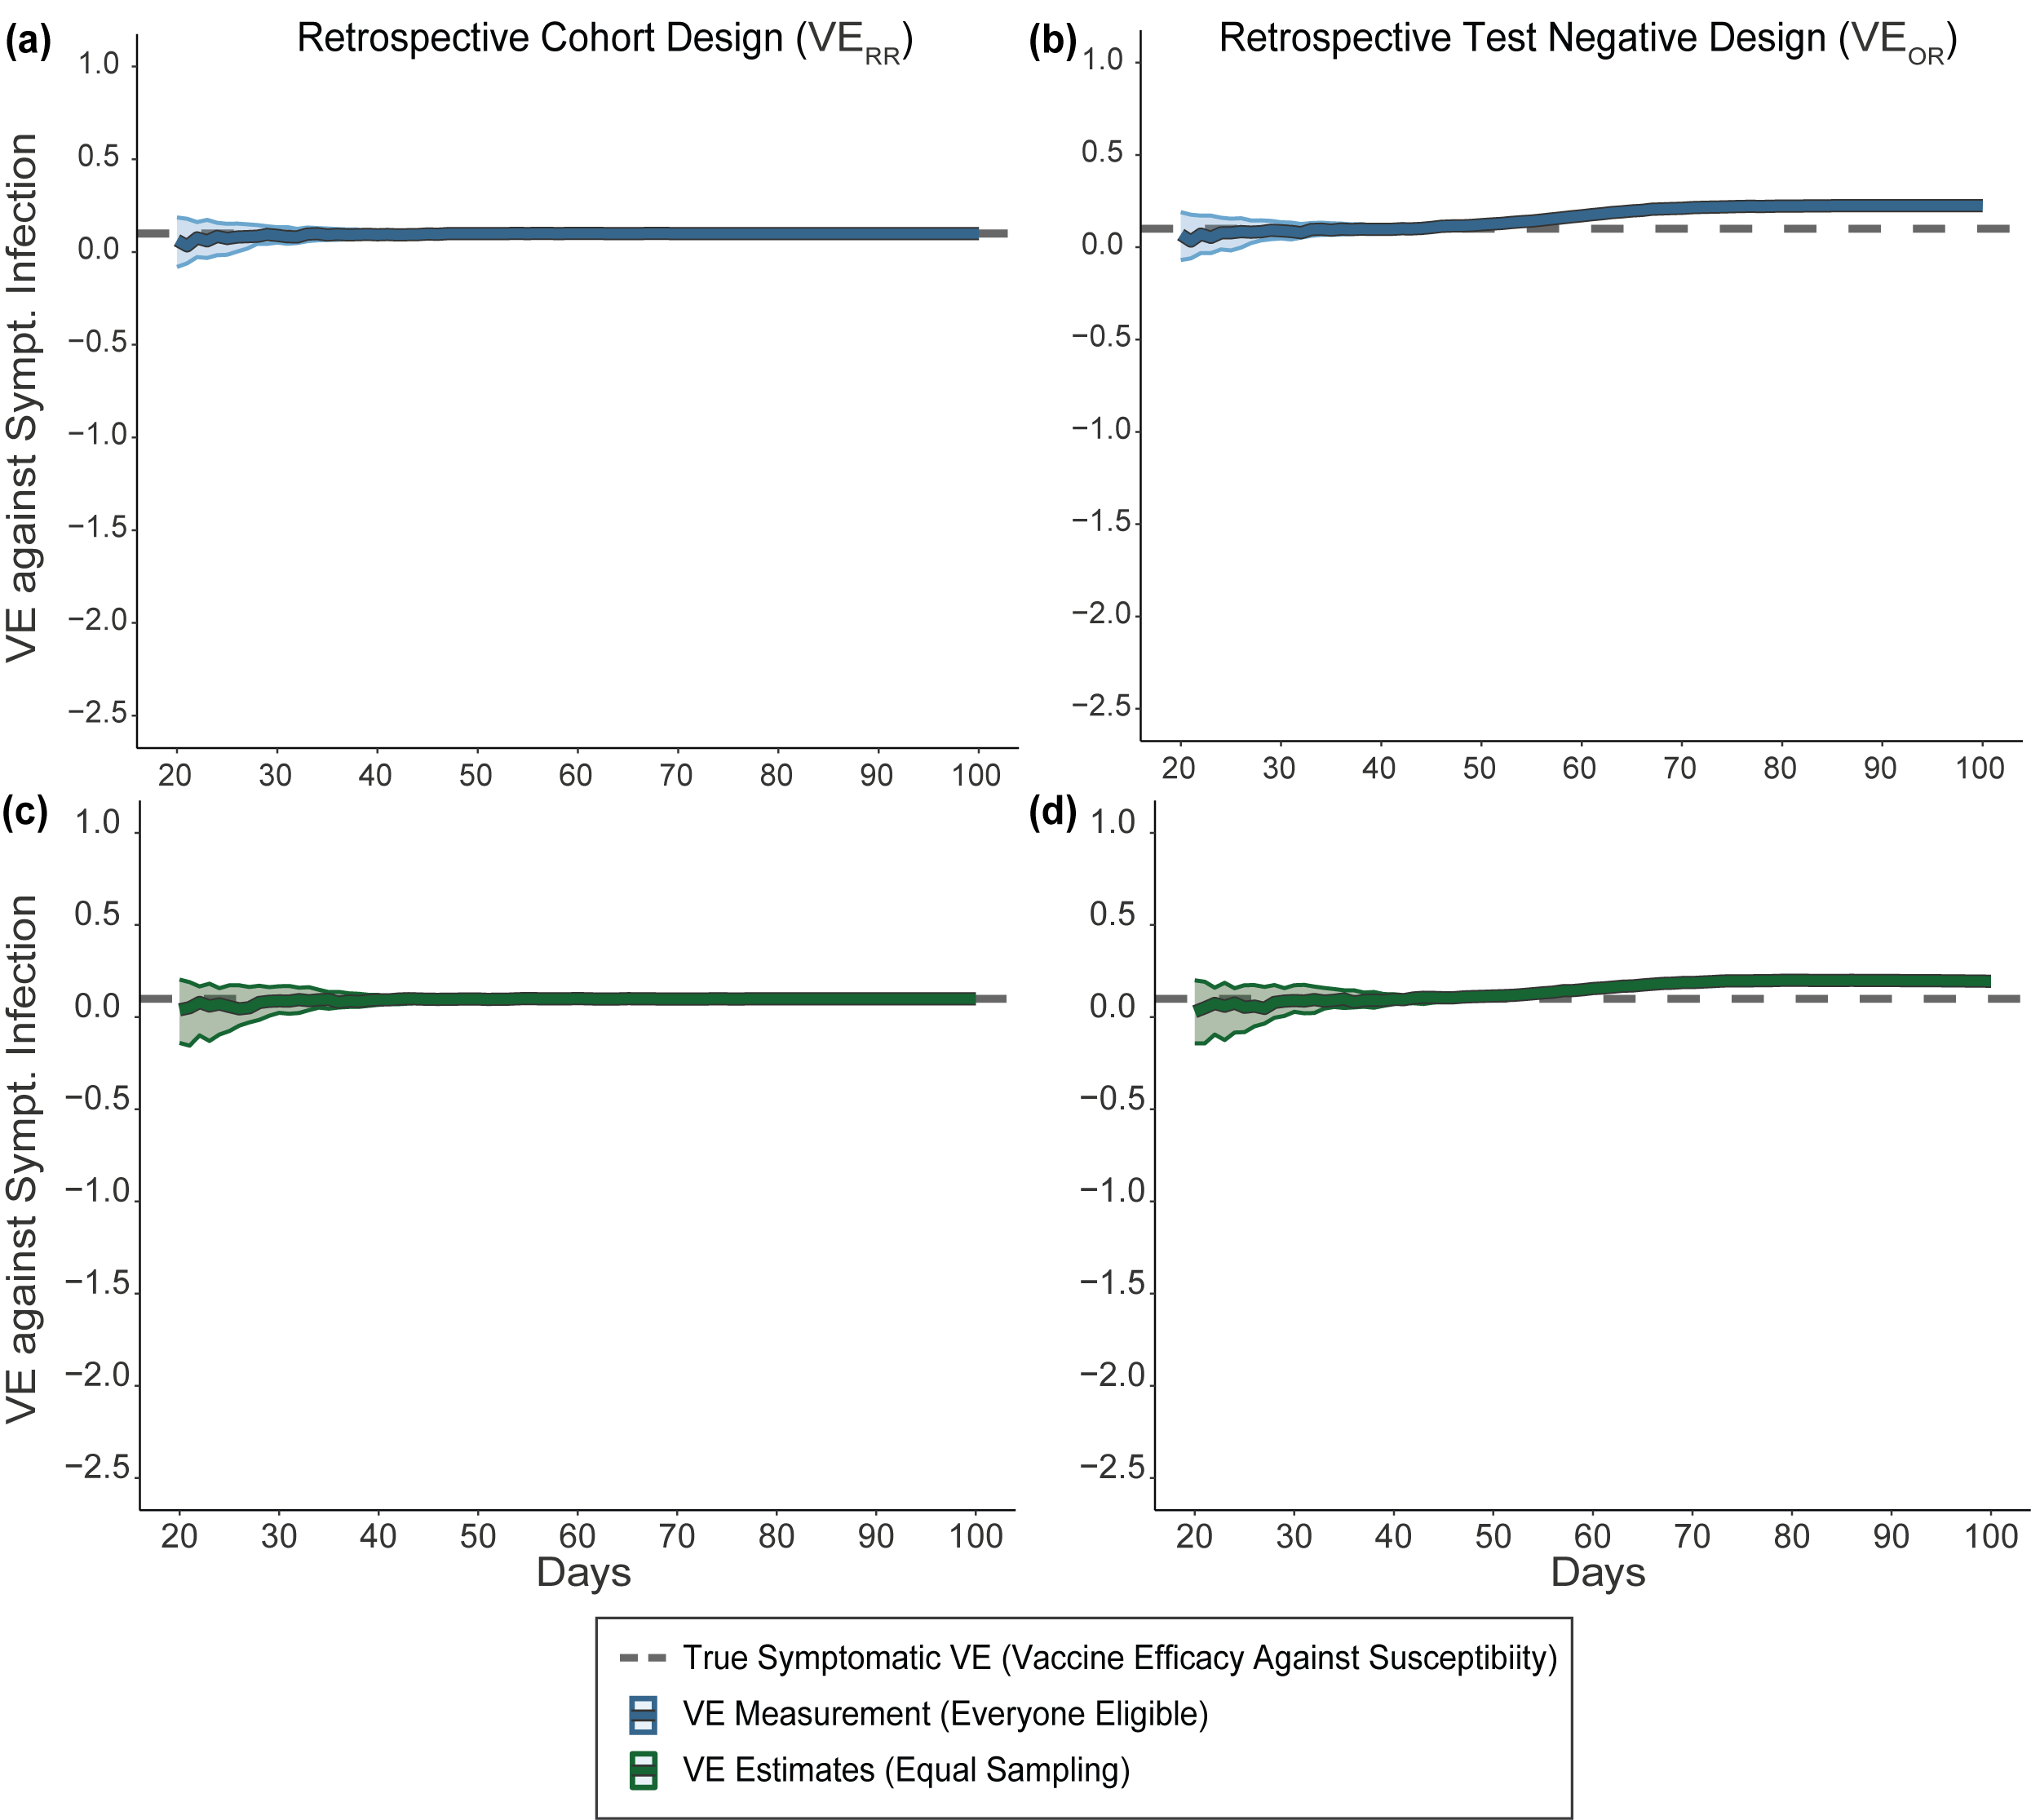 (a) Retrospective Cohort Design (VERR)
1.0
0.5
0.0
−0.5
−1.0
−1.5
−2.0
−2.5
VE against Sympt. Infection
20 30 40 50 60 70 80 90 100
(b) Retrospective Test Negative Design (VEOR)
1.0
0.5
0.0
−0.5
−1.0
−1.5
−2.0
−2.5
20 30 40 50 60 70 80 90 100
(c)
1.0
0.5
0.0
−0.5
−1.0
−1.5
−2.0
−2.5
VE against Sympt. Infection
20 30 40 50 60 70 80 90 100
Days
(d)
1.0
0.5
0.0
−0.5
−1.0
−1.5
−2.0
−2.5
20 30 40 50 60 70 80 90 100
Days
True Symptomatic VE (Vaccine Efficacy Against Susceptibiity)
VE Measurement (Everyone Eligible)
VE Estimates (Equal Sampling)